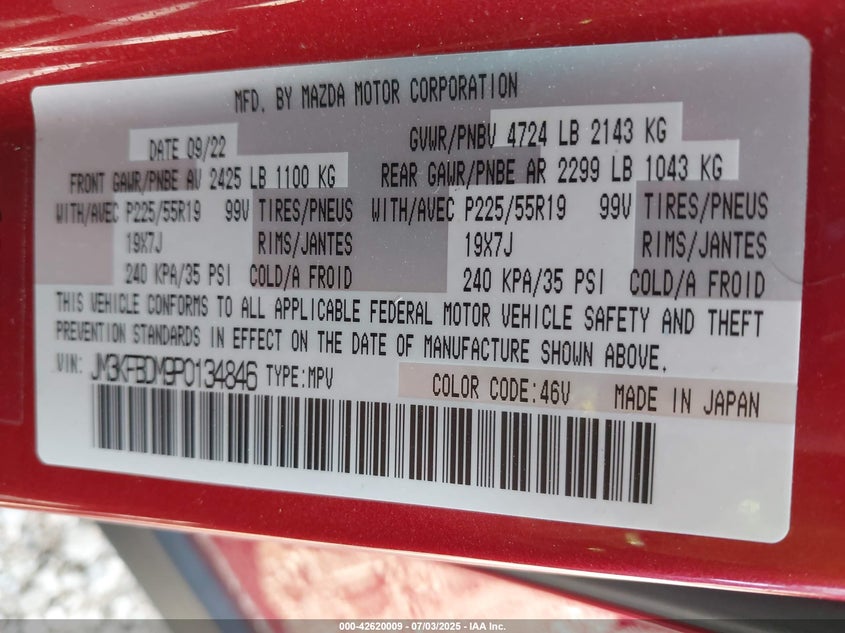 MFD. BY MAZDA MOTOR CORPORATION
DATE 09/22 GVWR/PNBV 4724 LB 2143 KG
FRONT GAWR/PNBE AV 2425 LB 1100 KG REAR GAWR/PNBE AR 2299 LB 1043 KG
WITH/AVEC P225/55R19 99V TIRES/PNEUS WITH/AVEC P225/55R19 99V TIRES/PNEUS
19X7J RIMS/JANTES 19X7J RIMS/JANTES
240 KPA/35 PSI COLD/A FROID 240 KPA/35 PSI COLD/A FROID
THIS VEHICLE CONFORMS TO ALL APPLICABLE FEDERAL MOTOR VEHICLE SAFETY AND THEFT
PREVENTION STANDARDS IN EFFECT ON THE DATE OF MANUFACTURE SHOWN ABOVE.
VIN: JM3KFBDM9P0134846 TYPE:MPV COLOR CODE:46V MADE IN JAPAN
000-42620009 - 07/03/2025 - IAA Inc.